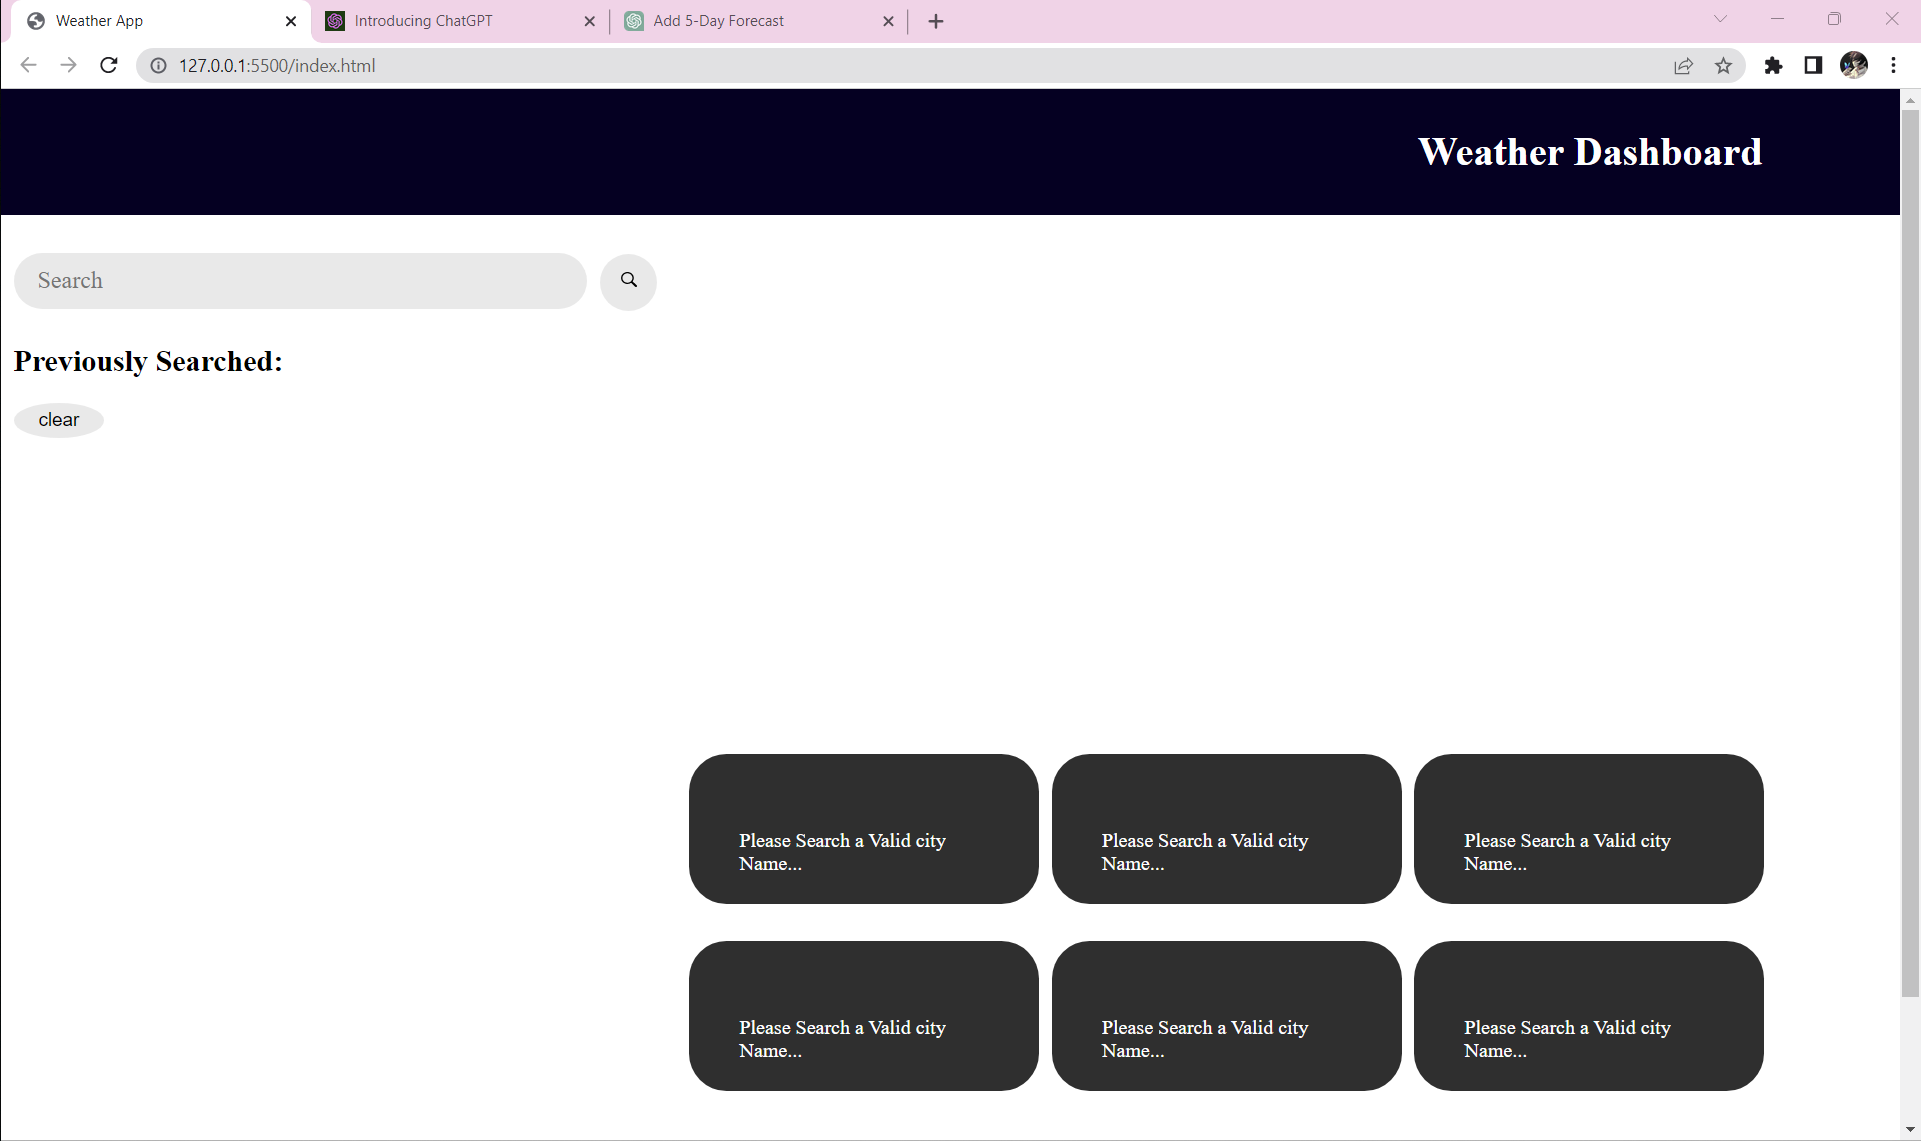 Weather App
Introducing ChatGPT
Add 5-Day Forecast
127.0.0.1:5500/index.html
Weather Dashboard
Search
Previously Searched:
clear
Please Search a Valid city
Name...
Please Search a Valid city
Name...
Please Search a Valid city
Name...
Please Search a Valid city
Name...
Please Search a Valid city
Name...
Please Search a Valid city
Name...